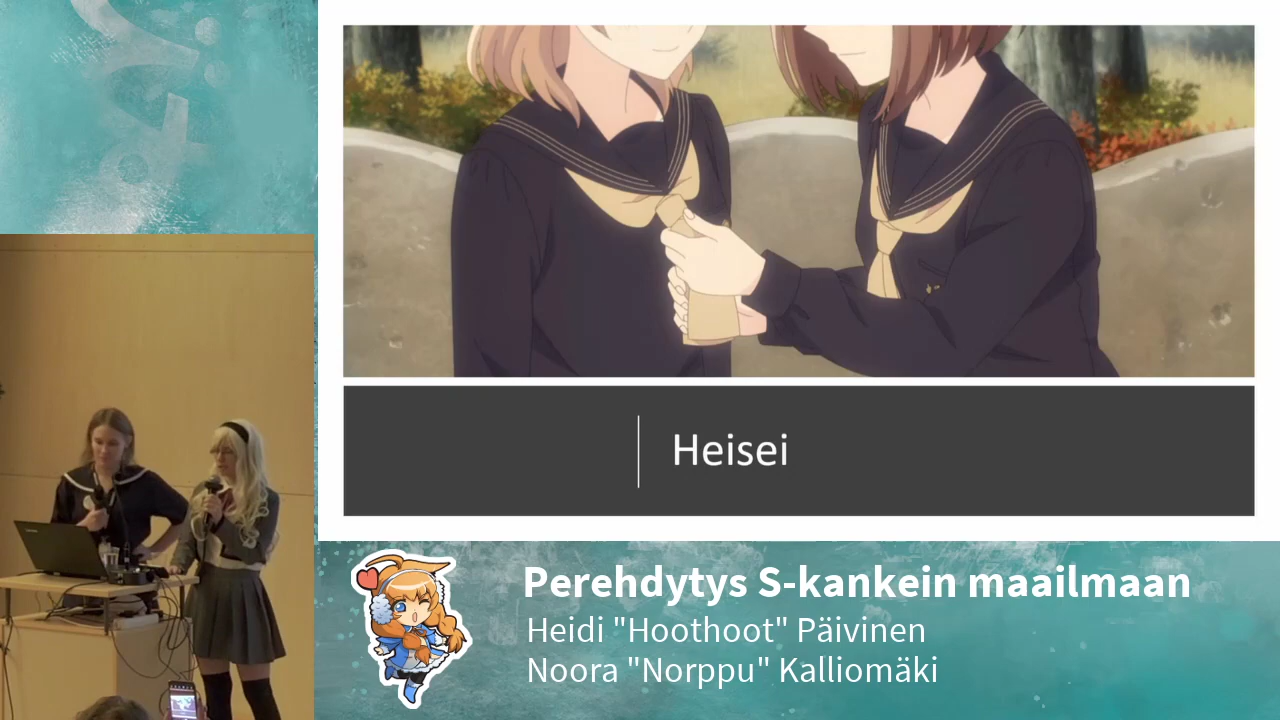 Heisei
Perehdytys S-kankein maailmaan
Heidi "Hoothoot" Päivinen
Noora "Norppu" Kalliomäki